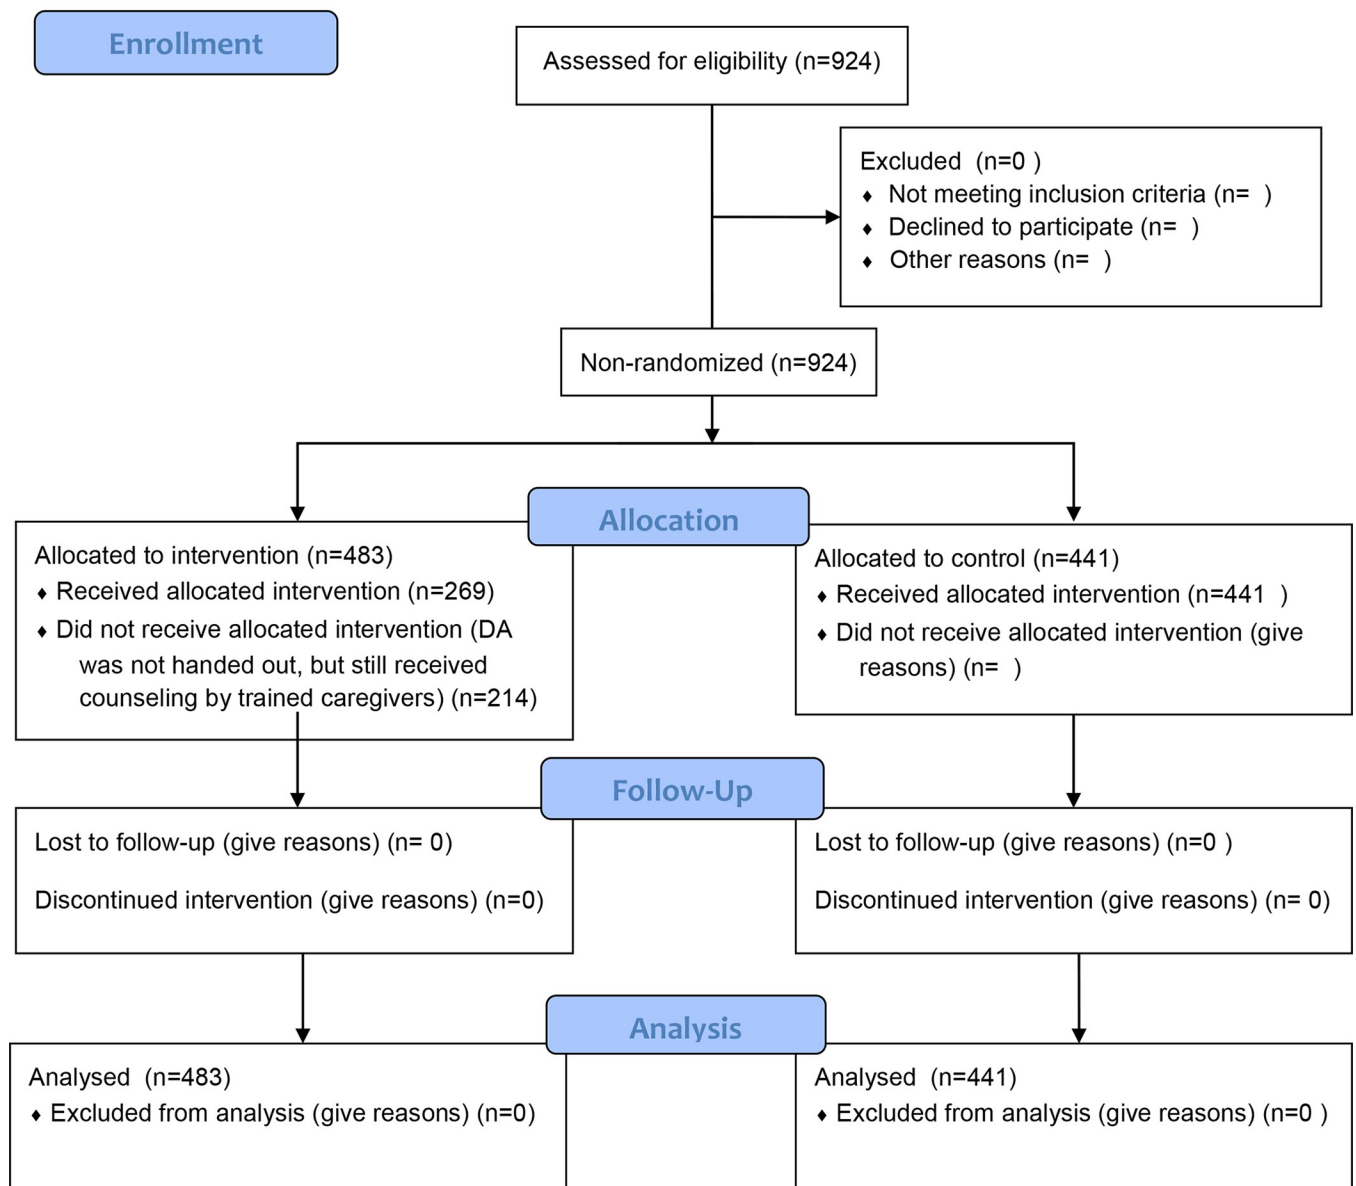 Enrollment
Assessed for eligibility (n=924)
Excluded  (n=0 )
♦ Not meeting inclusion criteria (n=  )
♦ Declined to participate (n=  )
♦ Other reasons (n=  )
Non-randomized (n=924)
Allocation
Allocated to intervention (n=483)
♦ Received allocated intervention (n=269)
♦ Did not receive allocated intervention (DA
was not handed out, but still received
counseling by trained caregivers) (n=214)
Allocated to control (n=441)
♦ Received allocated intervention (n=441  )
♦ Did not receive allocated intervention (give
reasons) (n=  )
Follow-Up
Lost to follow-up (give reasons) (n= 0)
Discontinued intervention (give reasons) (n=0)
Lost to follow-up (give reasons) (n=0 )
Discontinued intervention (give reasons) (n= 0)
Analysis
Analysed  (n=483)
♦ Excluded from analysis (give reasons) (n=0)
Analysed  (n=441)
♦ Excluded from analysis (give reasons) (n=0 )